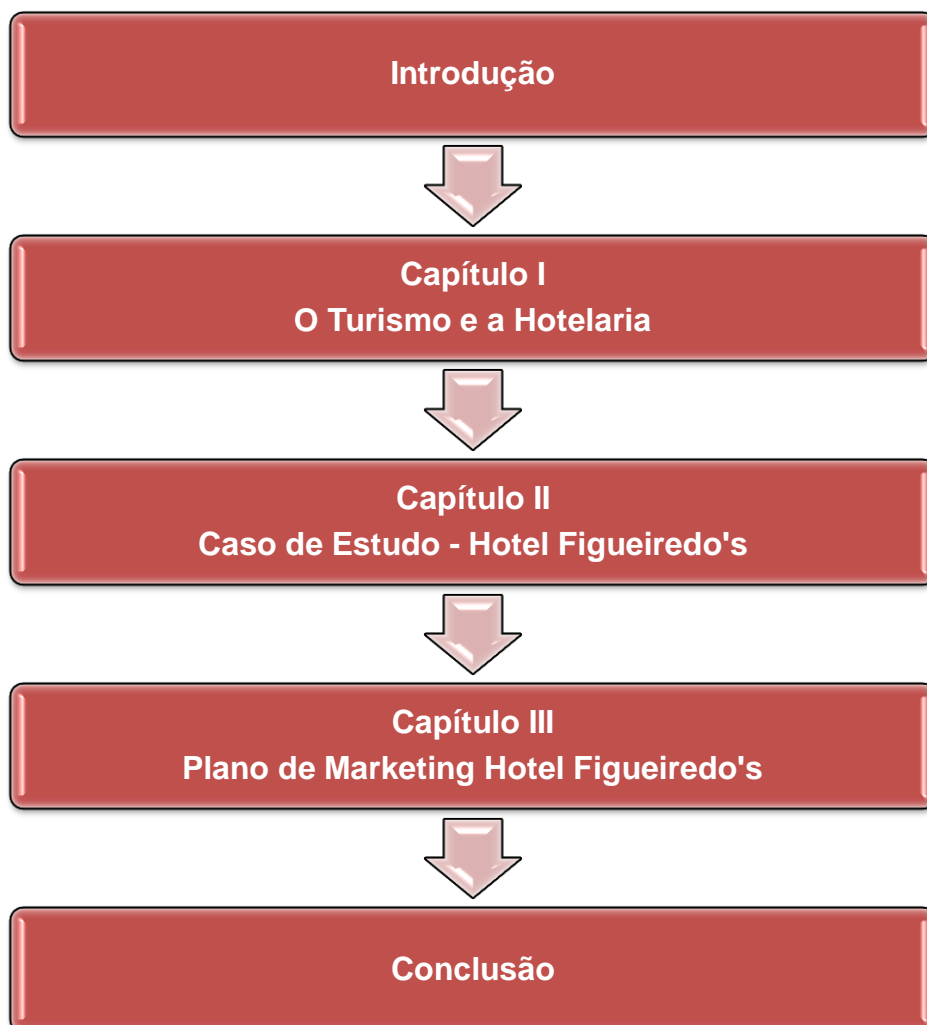 Introdução
Capítulo I
O Turismo e a Hotelaria
Capítulo II
Caso de Estudo - Hotel Figueiredo's
Capítulo III
Plano de Marketing Hotel Figueiredo's
Conclusão